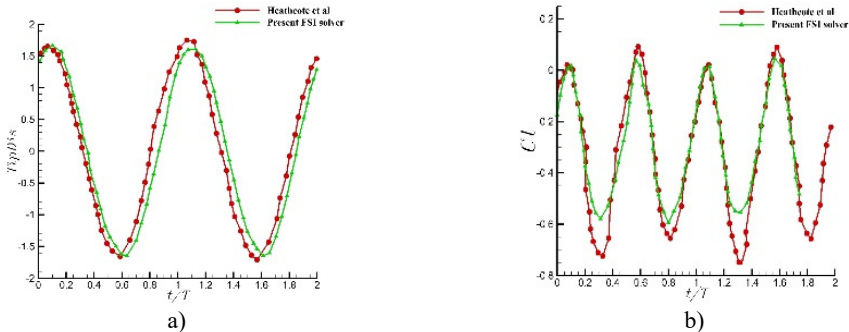 Heathcote et al
Present FSI solver
TipDis
2
1.5
1
0.5
0
-0.5
-1
-1.5
-2
0 0.2 0.4 0.6 0.8 1 1.2 1.4 1.6 1.8 2
t/T
a)
Heathcote et al
Present FSI solver
Cl
0
-0.2
-0.4
-0.6
-0.8
0 0.2 0.4 0.6 0.8 1 1.2 1.4 1.6 1.8 2
t/T
b)